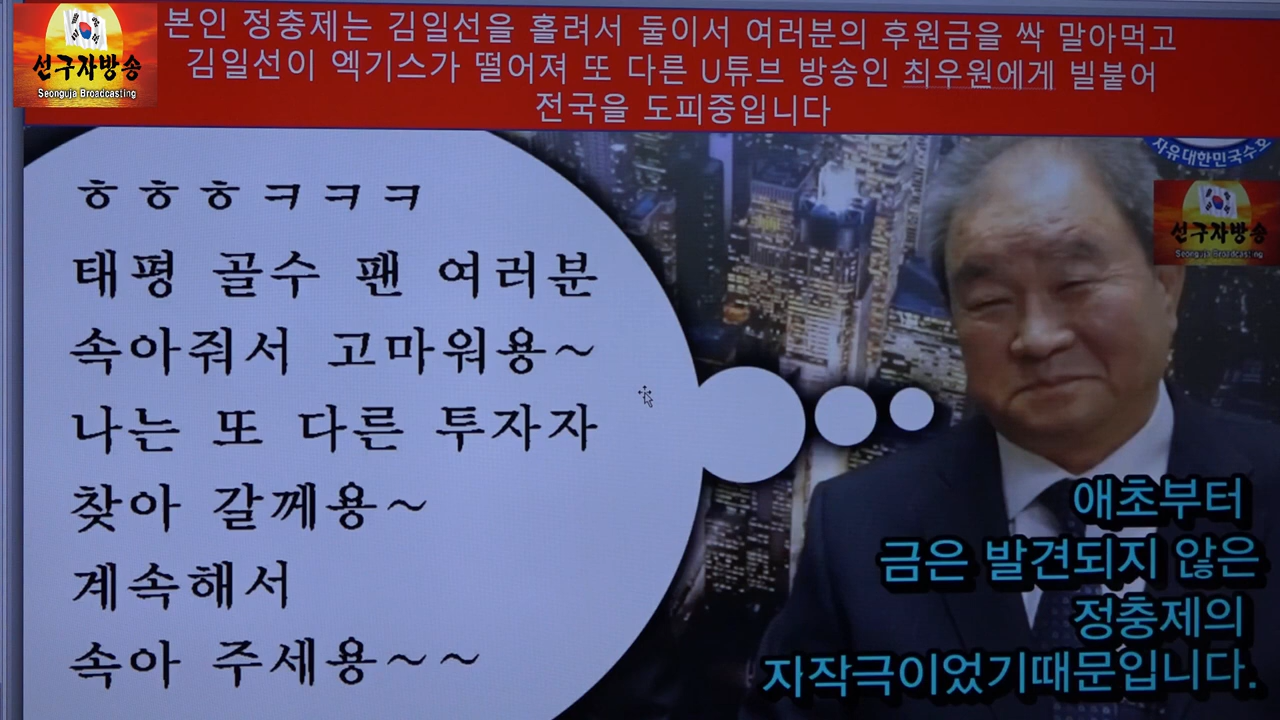 본인 정충제는 김일선을 홀려서 둘이서 여러분의 후원금을 싹 말아먹고
김일선이 엑기스가 떨어져 또 다른 U튜브 방송인 최우원에게 빌붙어
전국을 도피중입니다
선구자방송
Seonguja Broadcasting
자유대한민국수호
선구자방송
Seonguja Broadcasting
ㅎㅎㅎㅋㅋㅋ
태평 골수 팬 여러분
속아줘서 고마워용~
나는 또 다른 투자자
찾아 갈께용~
계속해서
속아 주세용~~
애초부터
금은 발견되지 않은
정충제의
자작극이었기때문입니다.